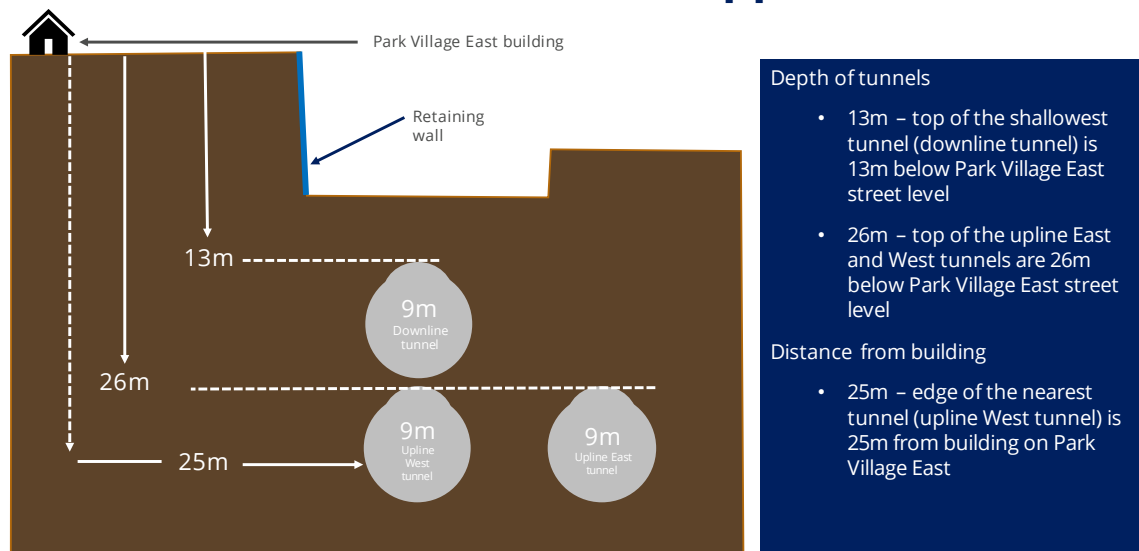 Park Village East building
Retaining
wall
13m
9m
Downline
tunnel
26m
9m
Upline
West
tunnel
9m
Upline East
tunnel
25m
Depth of tunnels
• 13m – top of the shallowest
tunnel (downline tunnel) is
13m below Park Village East
street level
• 26m – top of the upline East
and West tunnels are 26m
below Park Village East street
level
Distance from building
• 25m – edge of the nearest
tunnel (upline West tunnel) is
25m from building on Park
Village East